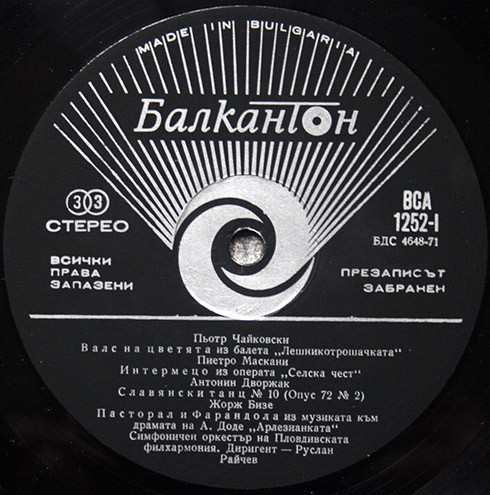 MADE IN BULGARIA
Балкантон
33
СТЕРЕО
ВСИЧКИ
ПРАВА
ЗАПАЗЕНИ
ВСА
1252-I
БДС 4648-71
ПРЕЗАПИСЪТ
ЗАБРАНЕН
Пьотр Чайковски
Валс на цветята из балета „Лешникотрошачката“
Пиетро Маскани
Интермецо из операта „Селска чест“
Антонин Дворжак
Славянски танц № 10 (Опус 72 № 2)
Жорж Бизе
Пасторал и Фарандола из музиката към
драмата на А. Доде „Арлезианката“
Симфоничен оркестър на Пловдивската
филхармония. Диригент — Руслан
Райчев